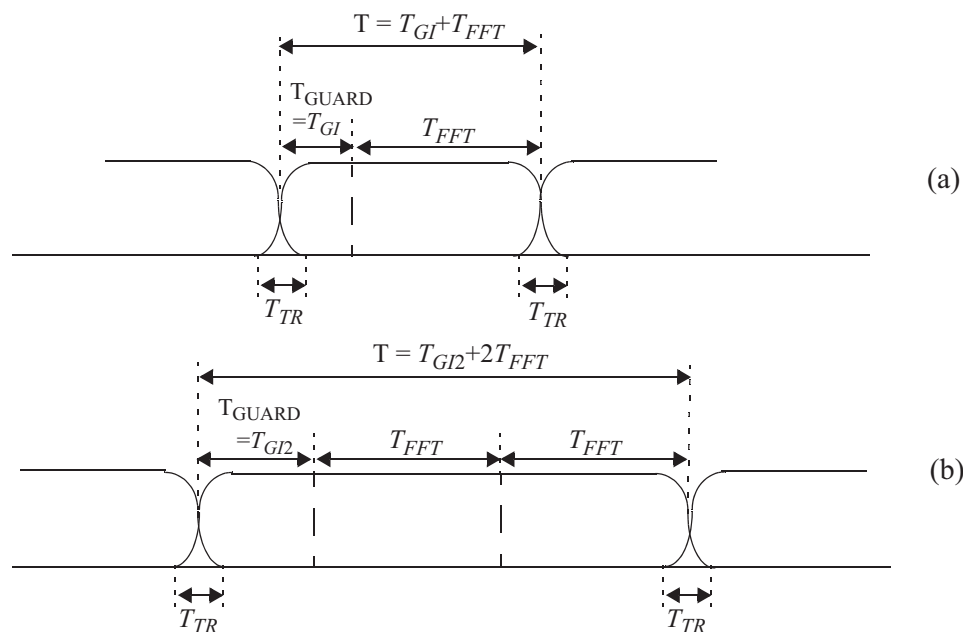 T = T_GI+T_FFT
T_GUARD
=T_GI
T_FFT
(a)
T_TR
T_TR
T = T_GI2+2T_FFT
T_GUARD
=T_GI2
T_FFT
T_FFT
(b)
T_TR
T_TR